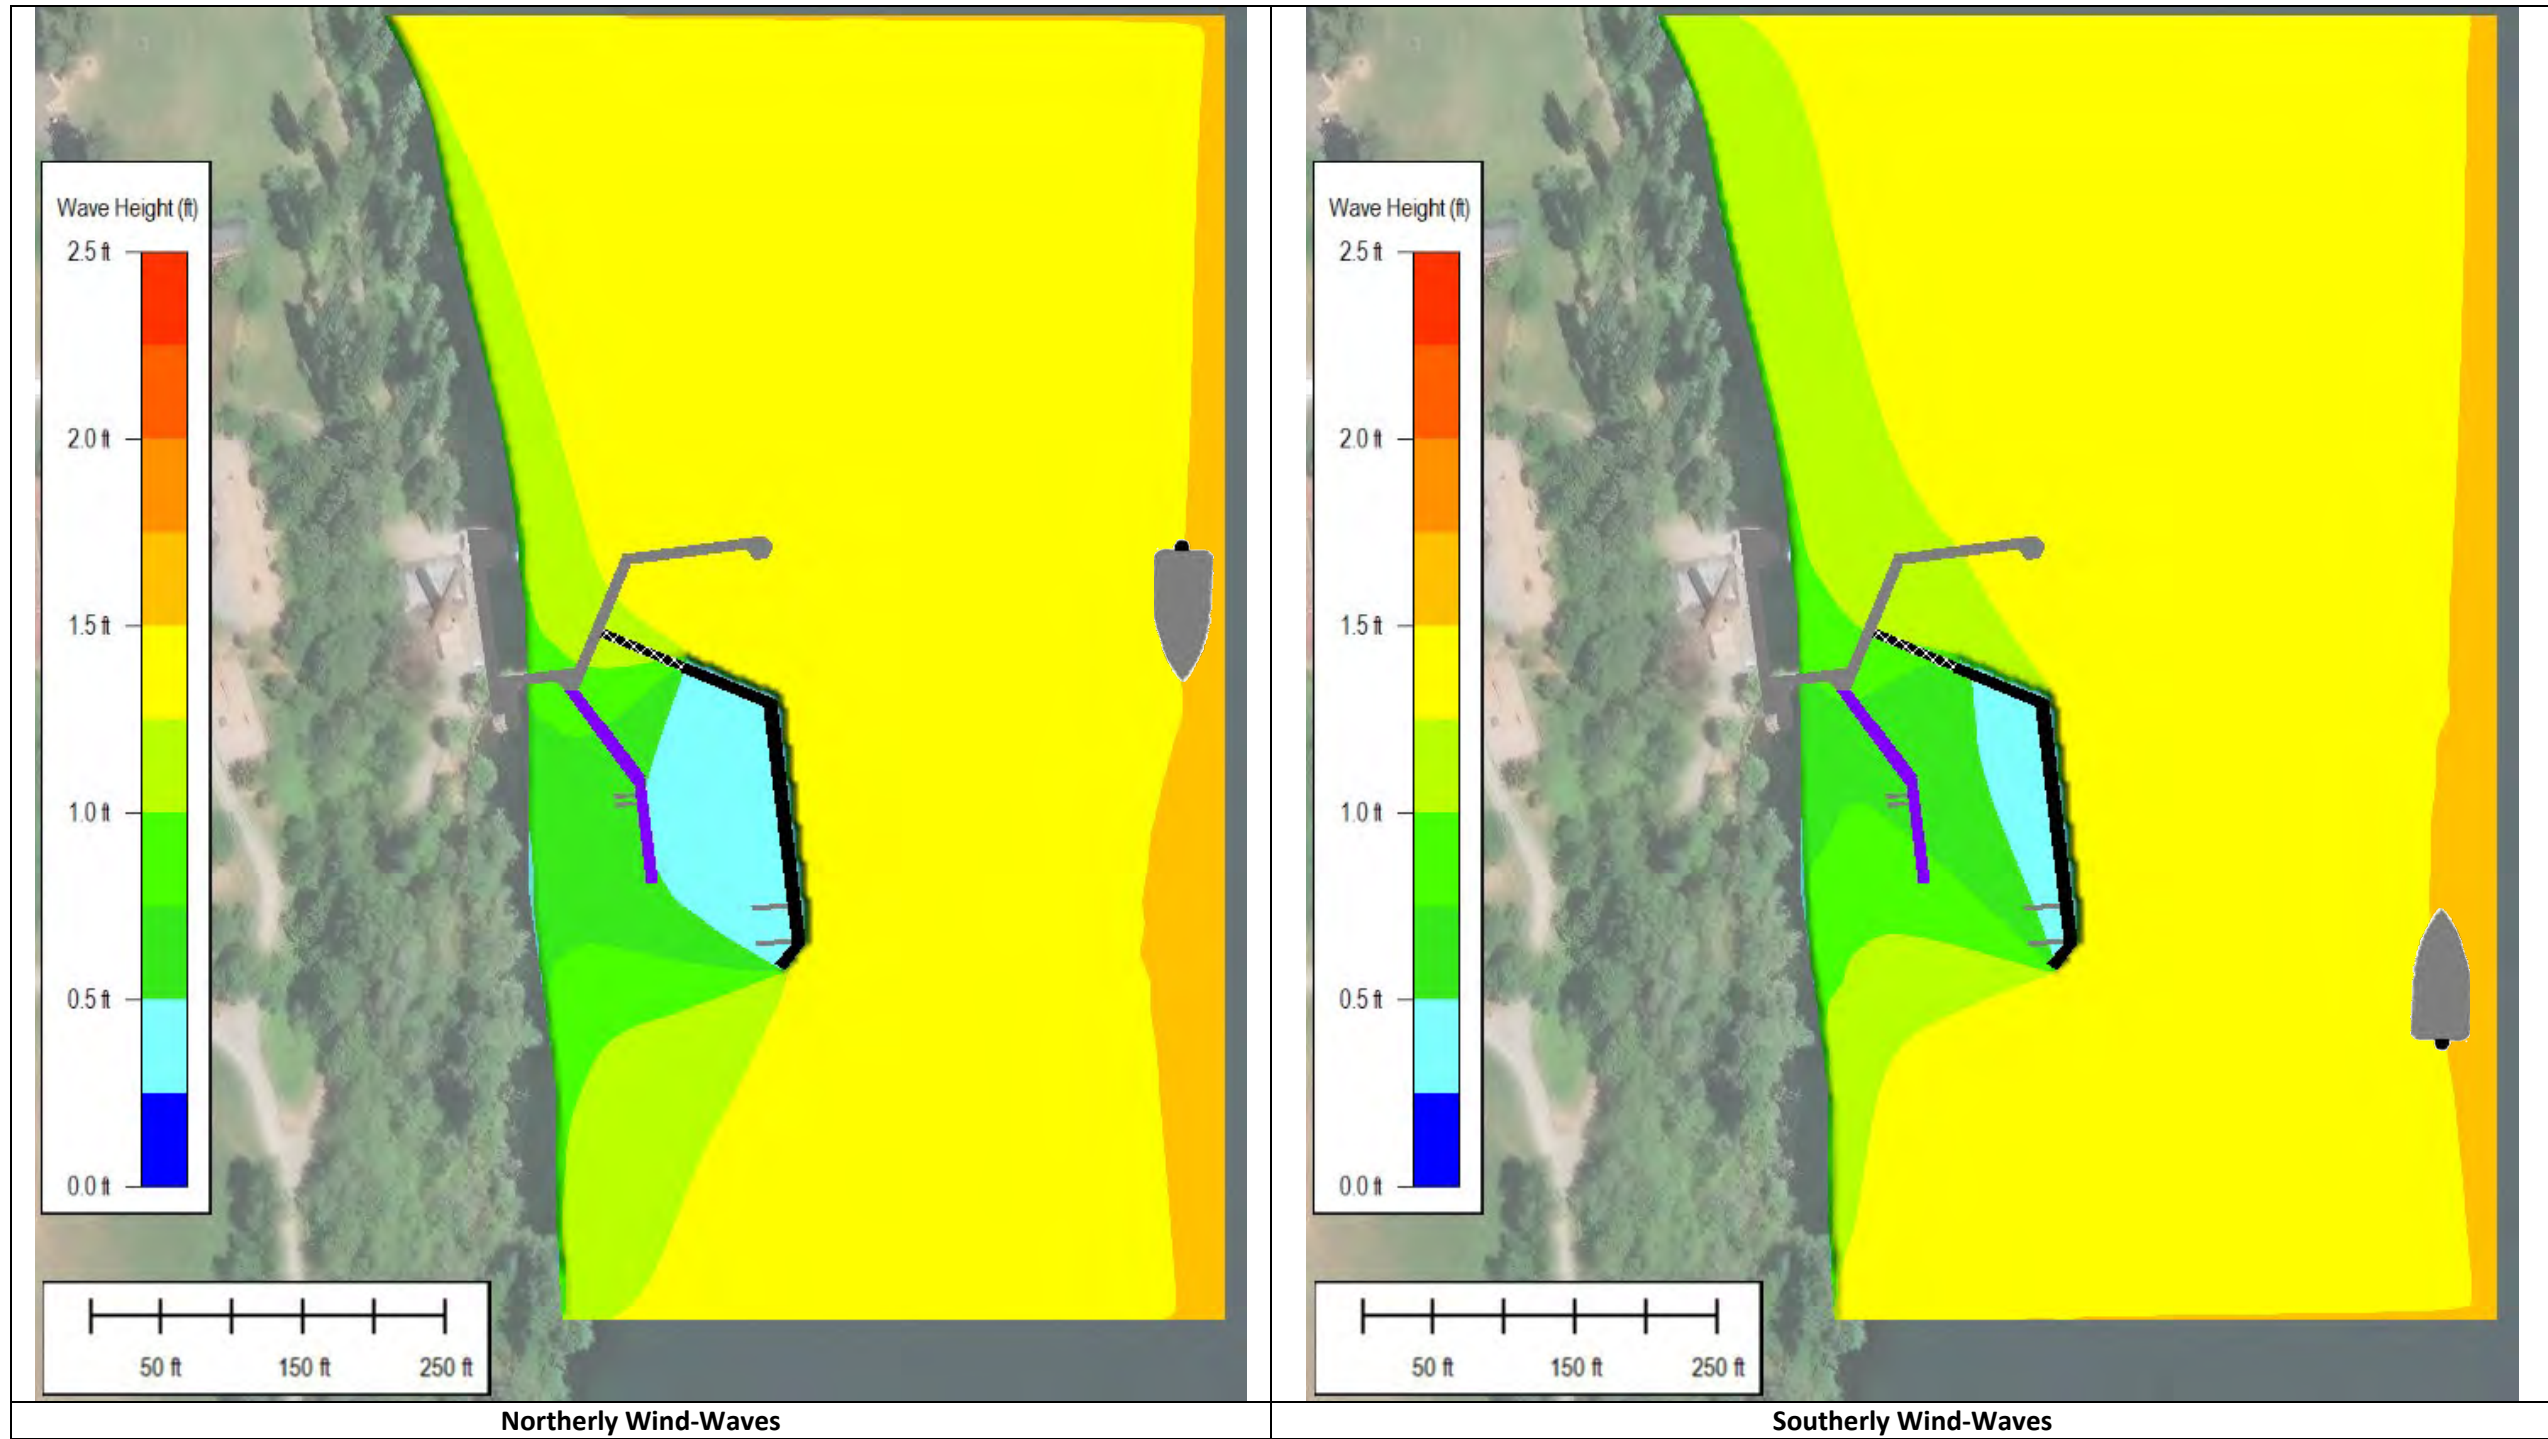 Wave Height (ft)
2.5 ft
2.0 ft
1.5 ft
1.0 ft
0.5 ft
0.0 ft
50 ft 150 ft 250 ft
Northerly Wind-Waves
Wave Height (ft)
2.5 ft
2.0 ft
1.5 ft
1.0 ft
0.5 ft
0.0 ft
50 ft 150 ft 250 ft
Southerly Wind-Waves